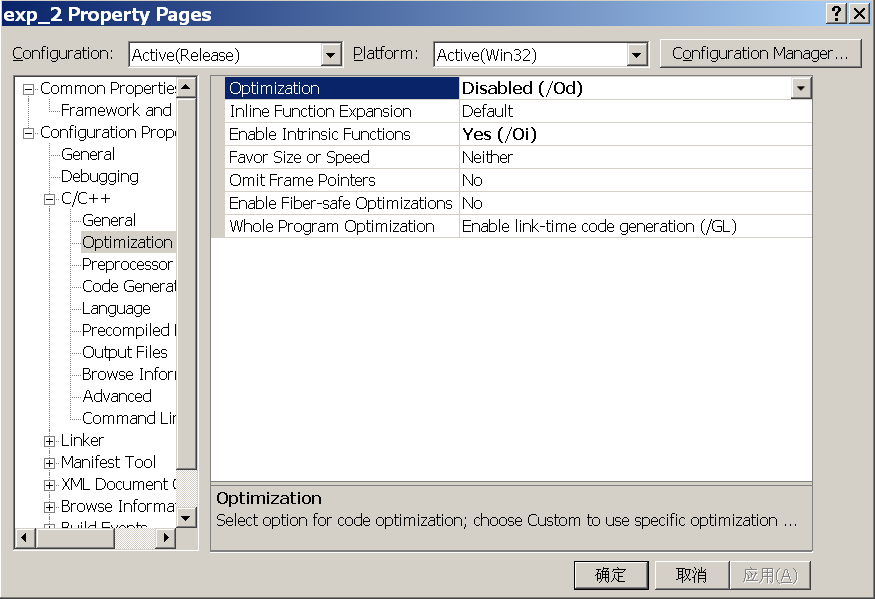 exp_2 Property Pages
Configuration: Active(Release) Platform: Active(Win32) Configuration Manager...
Common Propertie
Framework and
Configuration Prope
General
Debugging
C/C++
General
Optimization
Preprocessor
Code Generat
Language
Precompiled
Output Files
Browse Inforr
Advanced
Command Lin
Linker
Manifest Tool
XML Document
Browse Informa
Build Events
Optimization Disabled (/Od)
Inline Function Expansion Default
Enable Intrinsic Functions Yes (/Oi)
Favor Size or Speed Neither
Omit Frame Pointers No
Enable Fiber-safe Optimizations No
Whole Program Optimization Enable link-time code generation (/GL)
Optimization
Select option for code optimization; choose Custom to use specific optimization ...
确定 取消 应用(A)